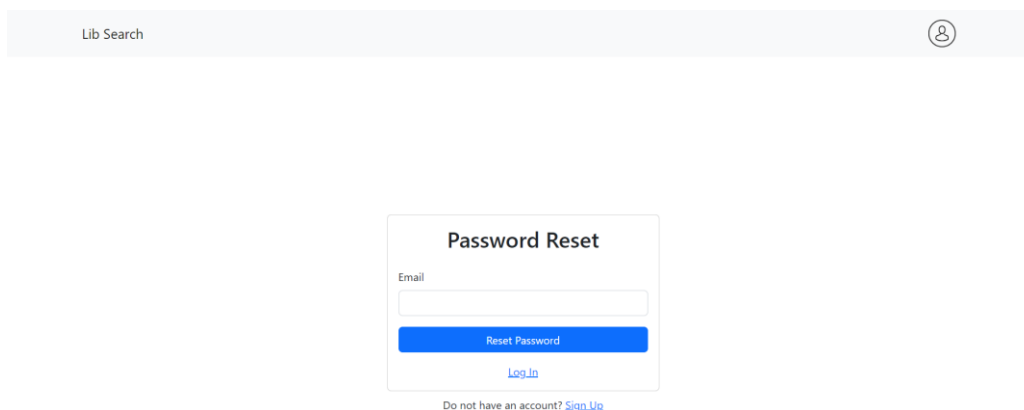 Lib Search
Password Reset
Email
Reset Password
Log In
Do not have an account? Sign Up